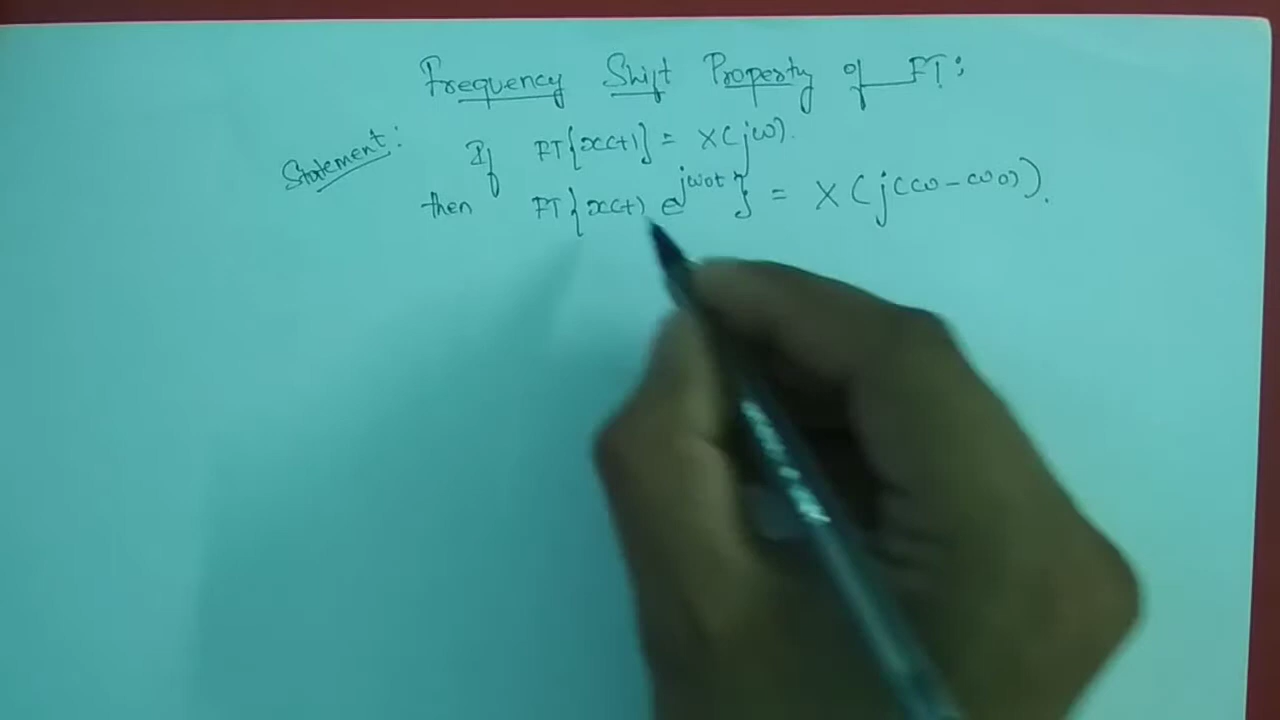 Frequency Shift Property of FT:
Statement:
If FT{x(t)} = X(jω).
then FT{x(t) e^{jω0t}} = X(j(ω-ω0)).